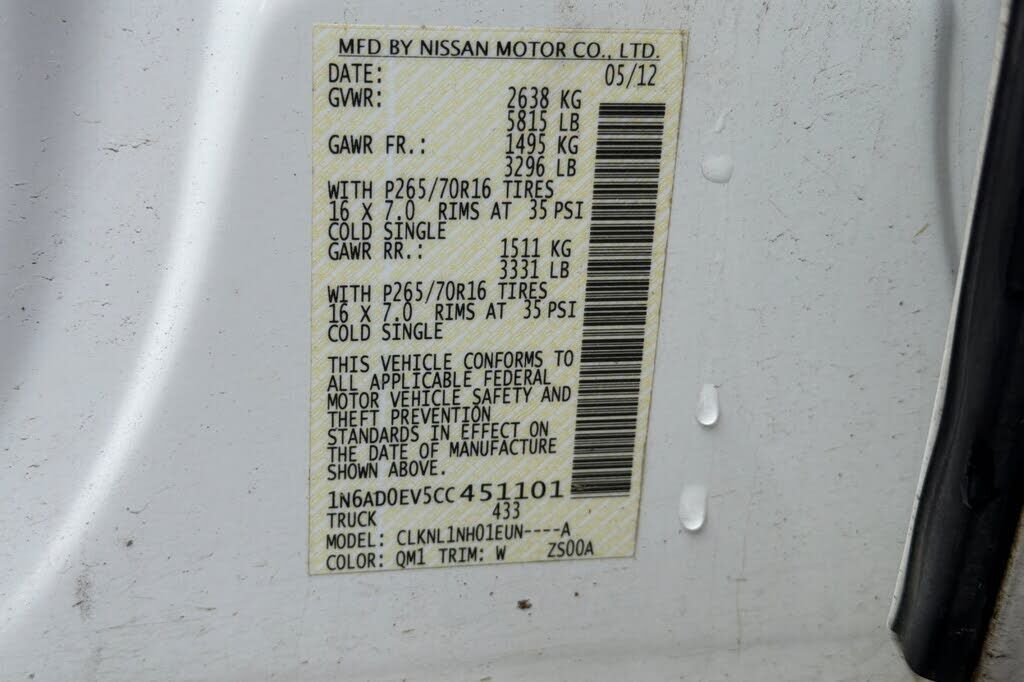 MFD BY NISSAN MOTOR CO., LTD.
DATE: 05/12
GVWR: 2638 KG
5815 LB
GAWR FR.: 1495 KG
3296 LB
WITH P265/70R16 TIRES
16 X 7.0 RIMS AT 35 PSI
COLD SINGLE
GAWR RR.: 1511 KG
3331 LB
WITH P265/70R16 TIRES
16 X 7.0 RIMS AT 35 PSI
COLD SINGLE
THIS VEHICLE CONFORMS TO
ALL APPLICABLE FEDERAL
MOTOR VEHICLE SAFETY AND
THEFT PREVENTION
STANDARDS IN EFFECT ON
THE DATE OF MANUFACTURE
SHOWN ABOVE.
1N6AD0EV5CC451101
TRUCK 433
MODEL: CLKNL1NH01EUN----A
COLOR: QM1 TRIM: W ZS00A